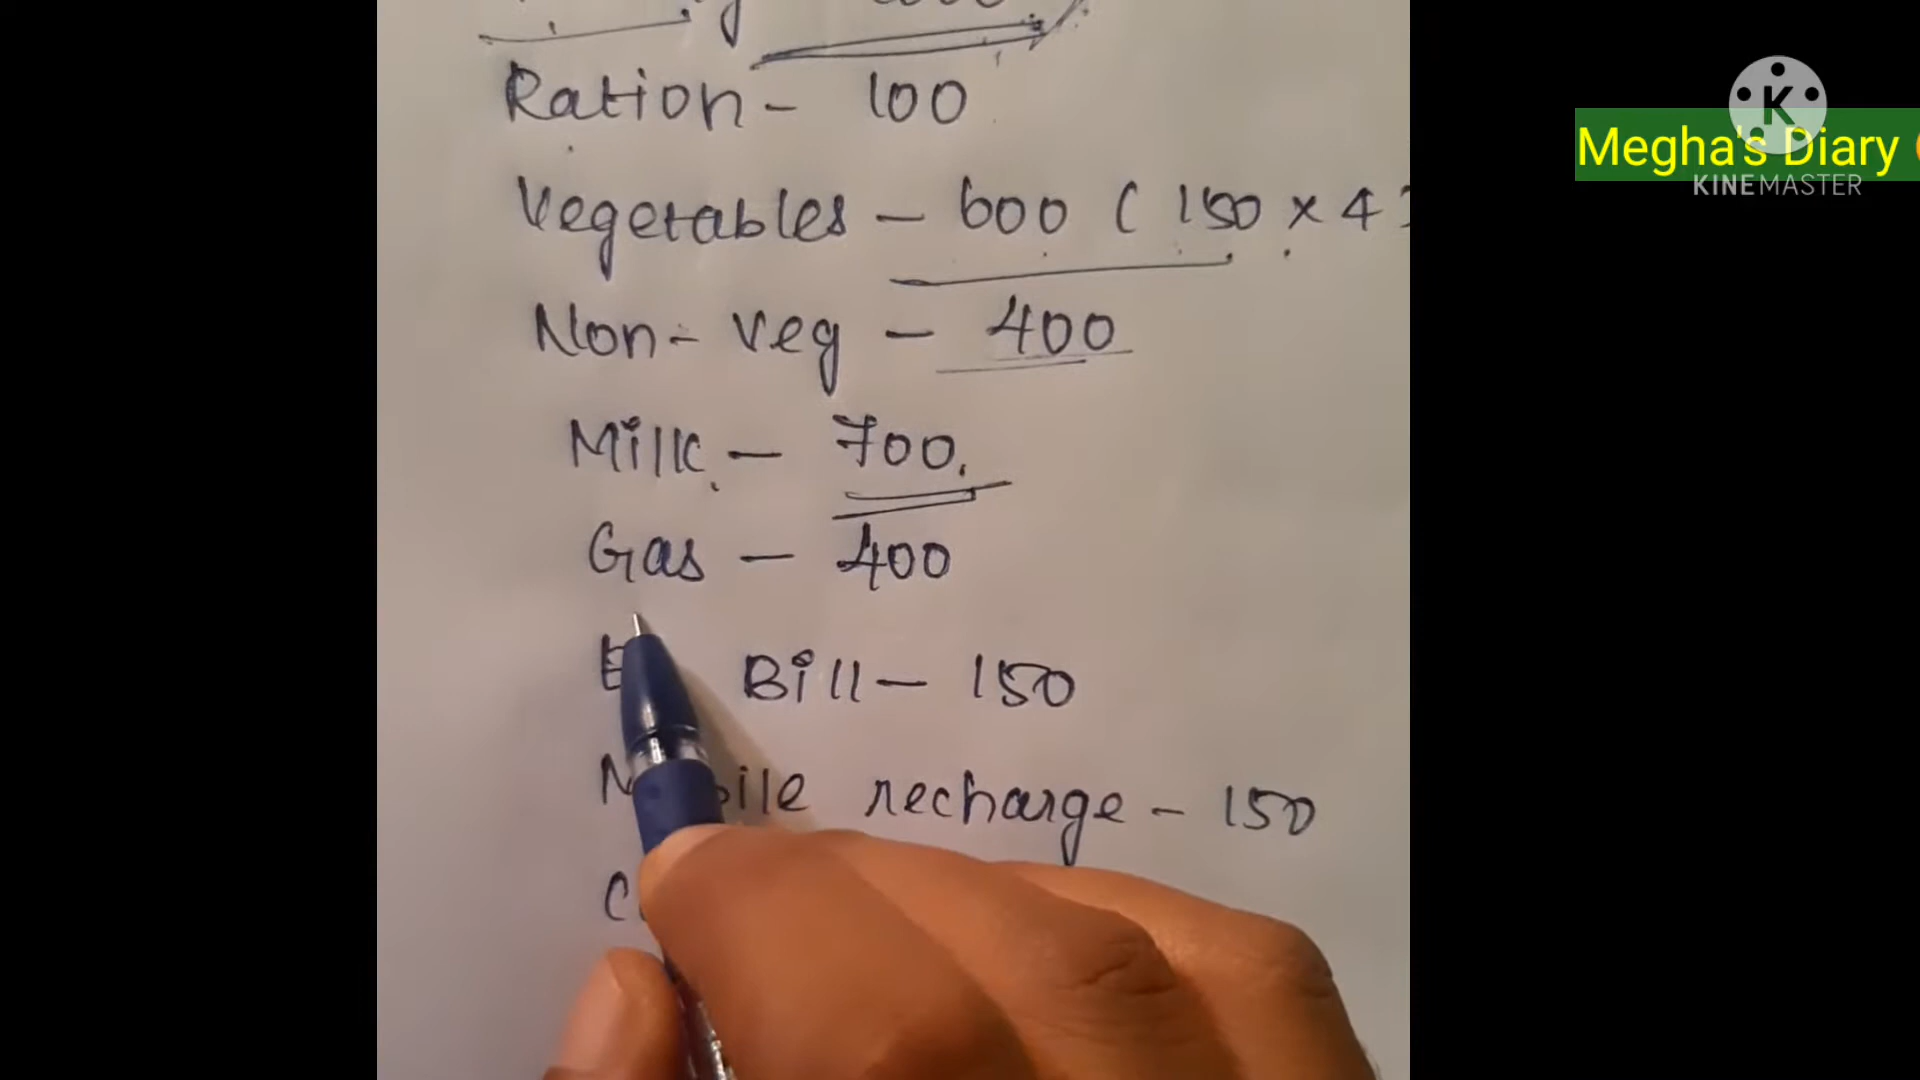 Ration - 100
Vegetables - 600 ( 150 x 4
Non-veg - 400
Milk - 700.
Gas - 400
Bill - 150
recharge - 150
Megha's Diary
KINEMASTER